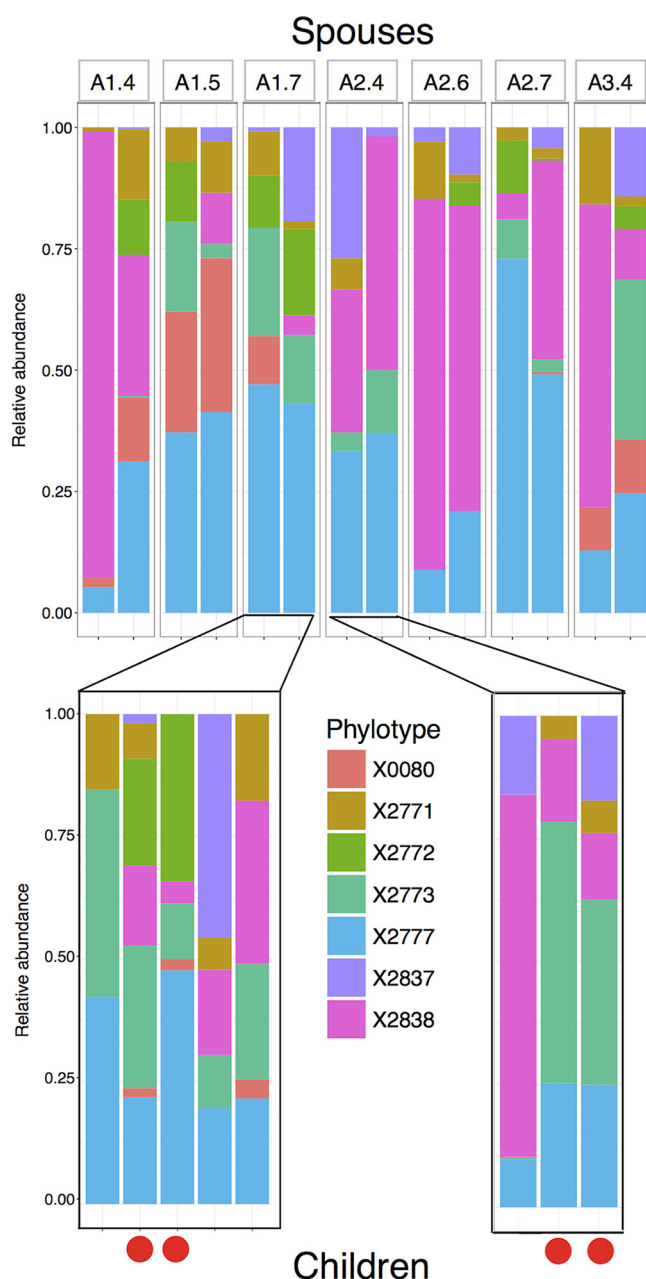 Spouses
A1.4 A1.5 A1.7 A2.4 A2.6 A2.7 A3.4
1.00
0.75
Relative abundance
0.50
0.25
0.00
1.00
Phylotype
X0080
X2771
0.75
X2772
X2773
Relative abundance
0.50
X2777
X2837
X2838
0.25
0.00
Children